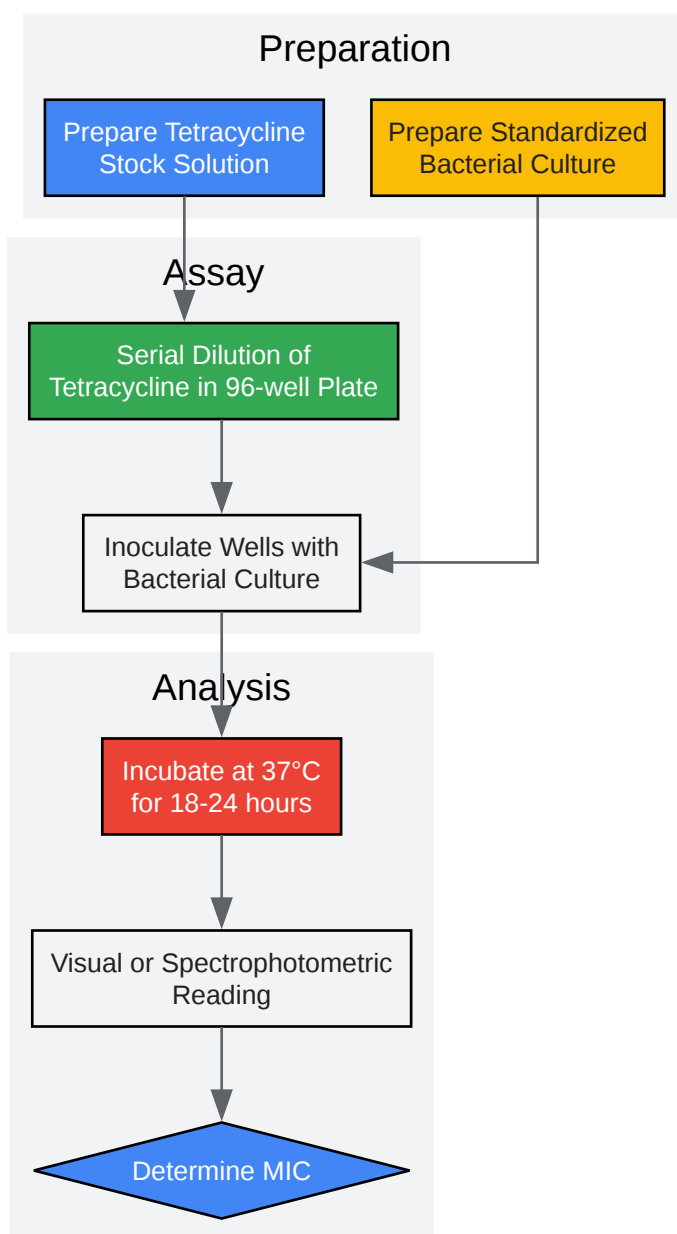 Preparation
Prepare Tetracycline
Stock Solution
Prepare Standardized
Bacterial Culture
Assay
Serial Dilution of
Tetracycline in 96-well Plate
Inoculate Wells with
Bacterial Culture
Analysis
Incubate at 37°C
for 18-24 hours
Visual or Spectrophotometric
Reading
Determine MIC